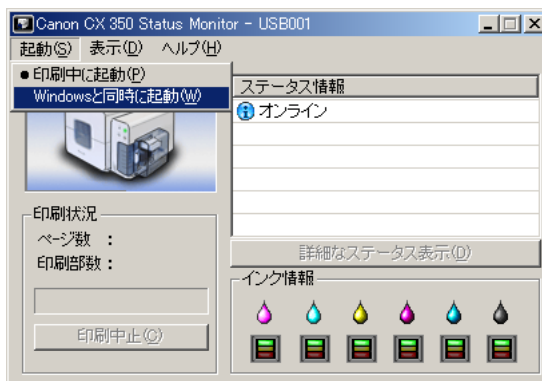 Canon CX 350 Status Monitor - USB001
起動(S) 表示(D) ヘルプ(H)
●印刷中に起動(P)
Windowsと同時に起動(W)
ステータス情報
オンライン
印刷状況
ページ数 :
印刷部数 :
印刷中止(C)
詳細なステータス表示(D)
インク情報